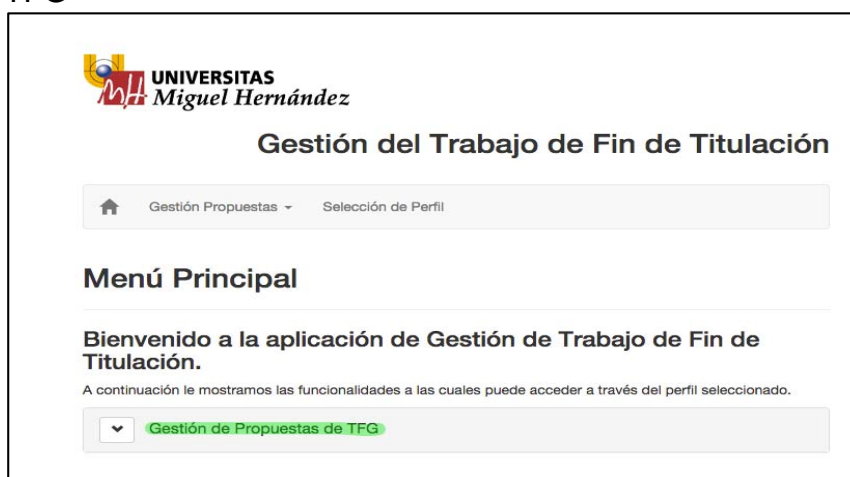 UNIVERSITAS
Miguel Hernández
Gestión del Trabajo de Fin de Titulación
Gestión Propuestas
Selección de Perfil
Menú Principal
Bienvenido a la aplicación de Gestión de Trabajo de Fin de
Titulación.
A continuación le mostramos las funcionalidades a las cuales puede acceder a través del perfil seleccionado.
Gestión de Propuestas de TFG